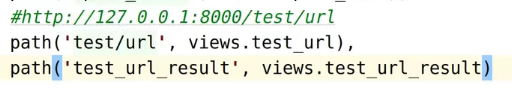 #http://127.0.0.1:8000/test/url
path('test/url', views.test_url),
path('test_url_result', views.test_url_result)